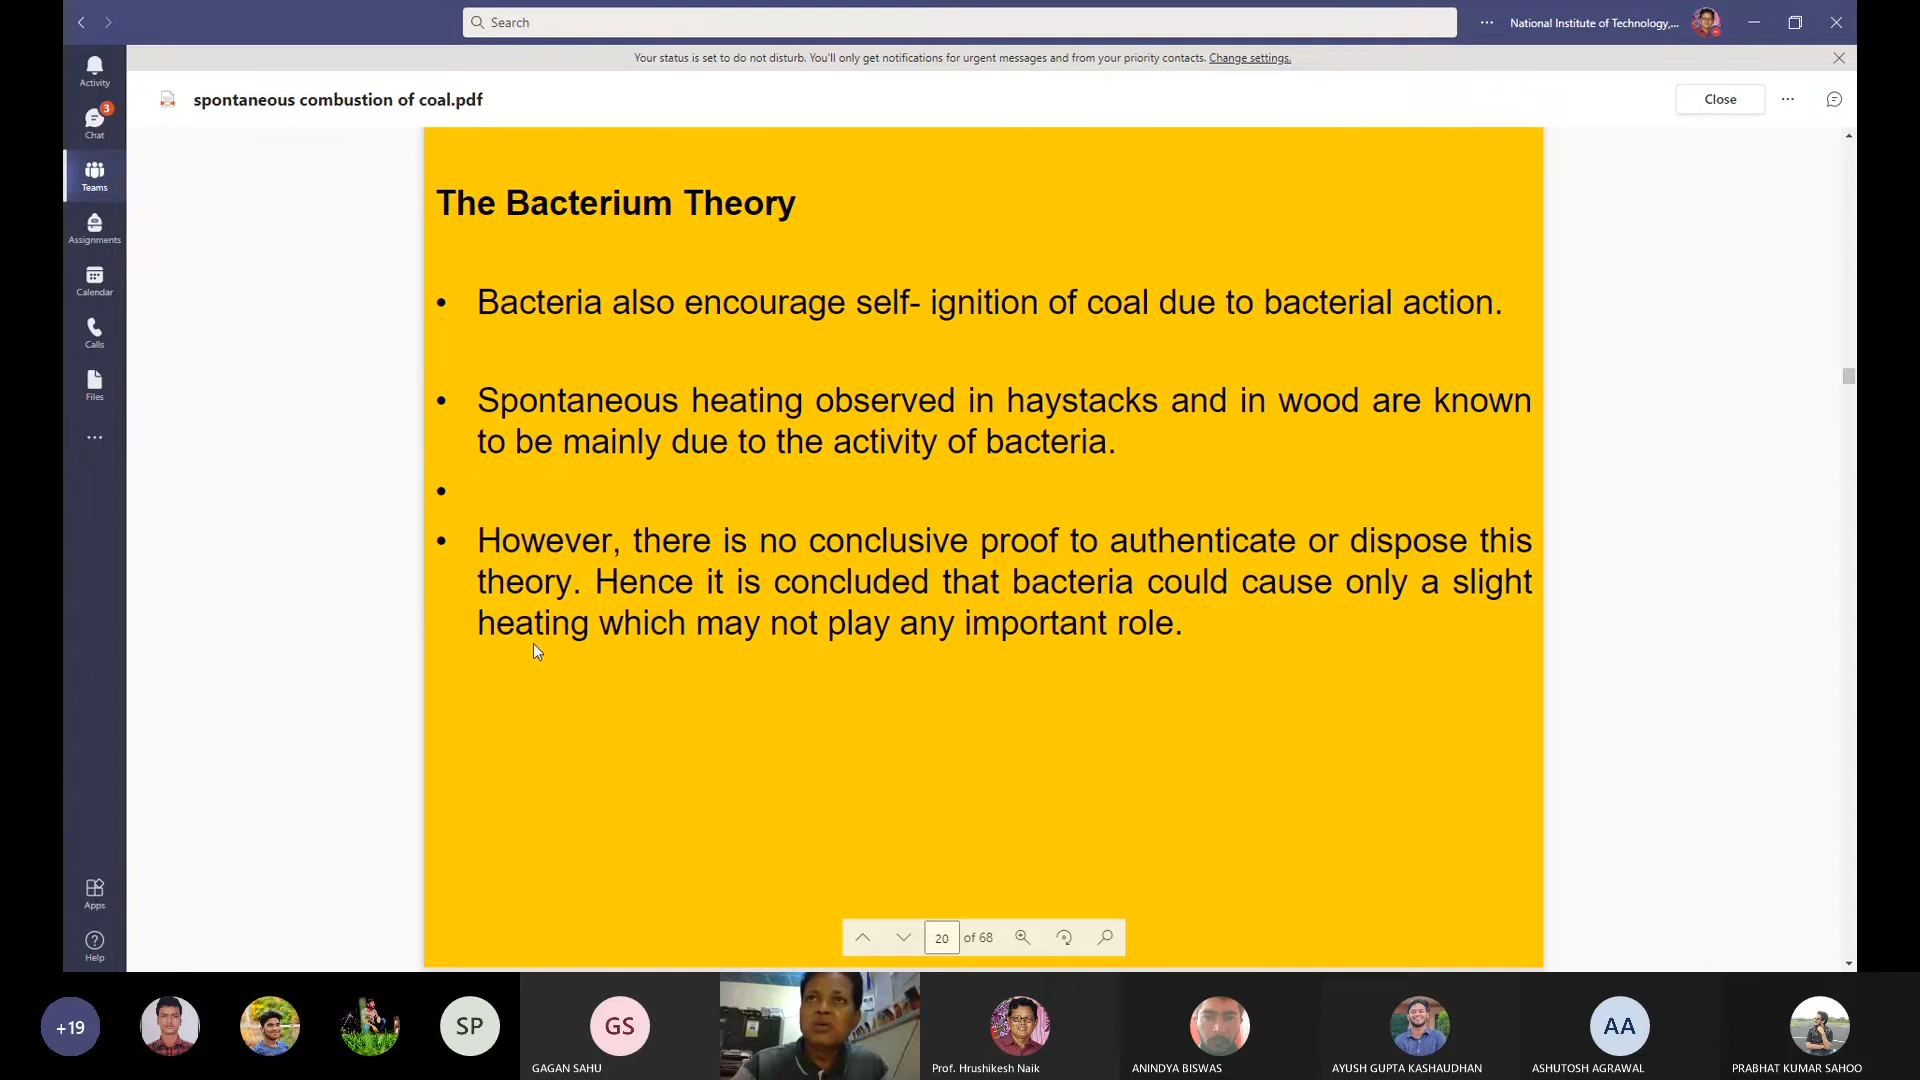 Search
National Institute of Technology,...
Your status is set to do not disturb. You'll only get notifications for urgent messages and from your priority contacts. Change settings.
spontaneous combustion of coal.pdf
Close
Activity
3
Chat
Teams
Assignments
Calendar
Calls
Files
Apps
Help
The Bacterium Theory
• Bacteria also encourage self- ignition of coal due to bacterial action.
• Spontaneous heating observed in haystacks and in wood are known
to be mainly due to the activity of bacteria.
•
• However, there is no conclusive proof to authenticate or dispose this
theory. Hence it is concluded that bacteria could cause only a slight
heating which may not play any important role.
20 of 68
+19
SP
GS
AA
GAGAN SAHU
Prof. Hrushikesh Naik
ANINDYA BISWAS
AYUSH GUPTA KASHAUDHAN
ASHUTOSH AGRAWAL
PRABHAT KUMAR SAHOO